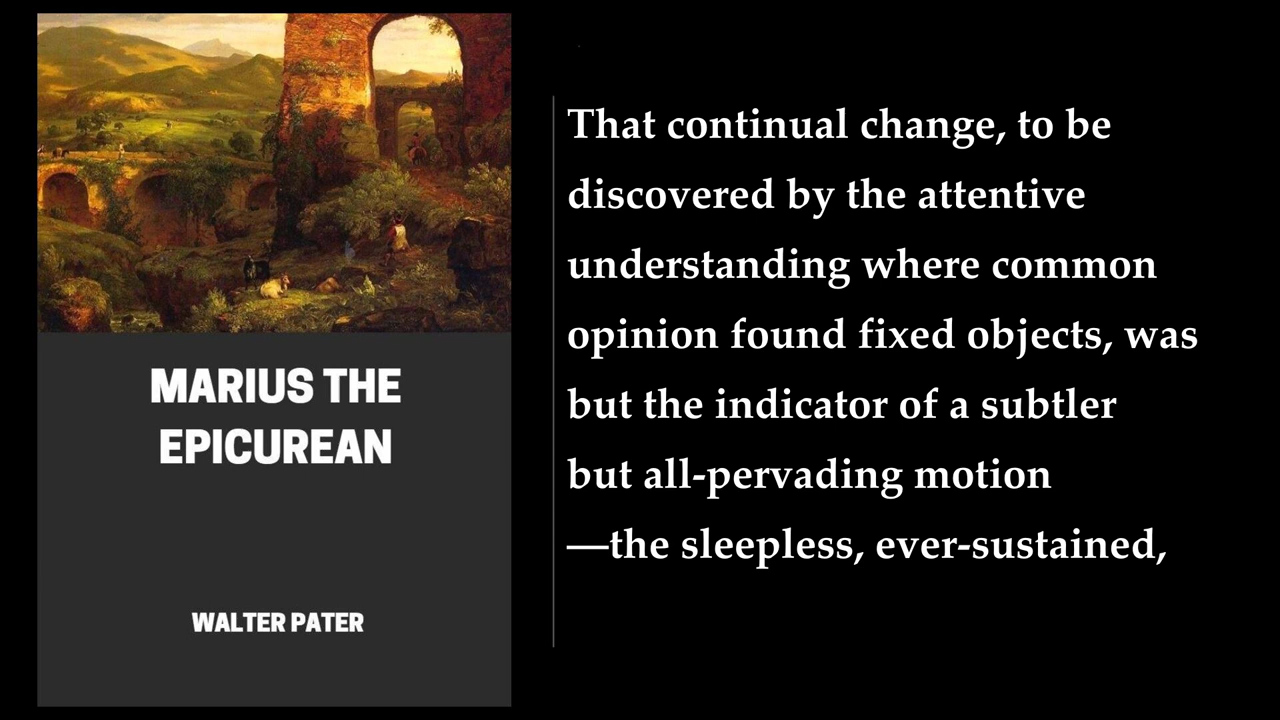 MARIUS THE
EPICUREAN
WALTER PATER
That continual change, to be
discovered by the attentive
understanding where common
opinion found fixed objects, was
but the indicator of a subtler
but all-pervading motion
—the sleepless, ever-sustained,